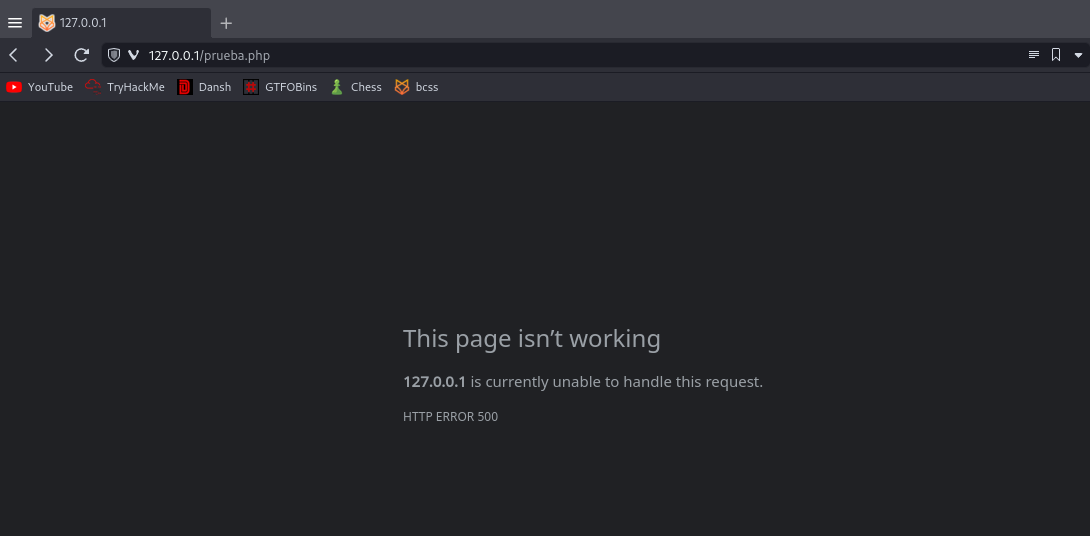 127.0.0.1
127.0.0.1/prueba.php
YouTube TryHackMe Dansh GTFOBins Chess bcss
This page isn’t working
127.0.0.1 is currently unable to handle this request.
HTTP ERROR 500